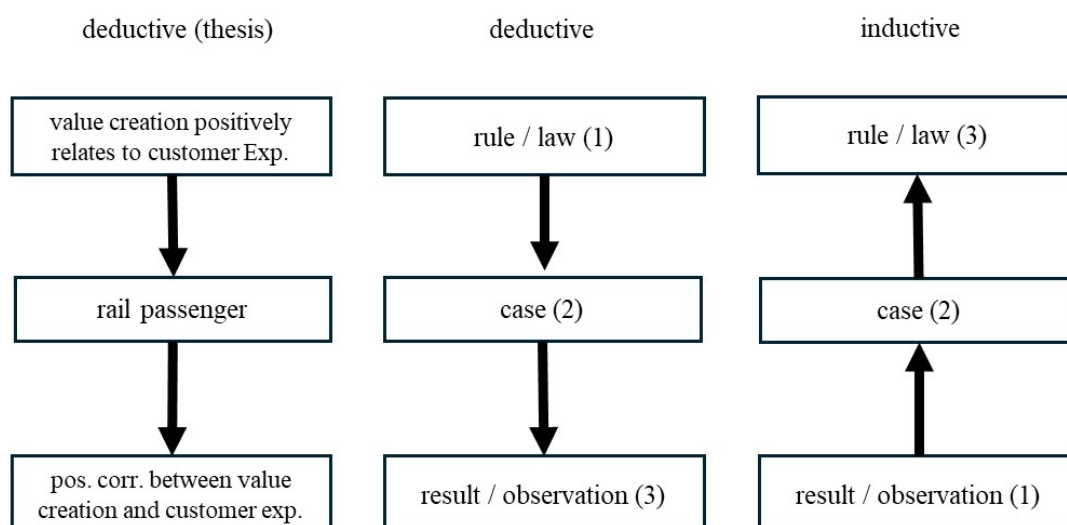 deductive (thesis)
deductive
inductive
value creation positively
relates to customer Exp.
rule / law (1)
rule / law (3)
rail passenger
case (2)
case (2)
pos. corr. between value
creation and customer exp.
result / observation (3)
result / observation (1)